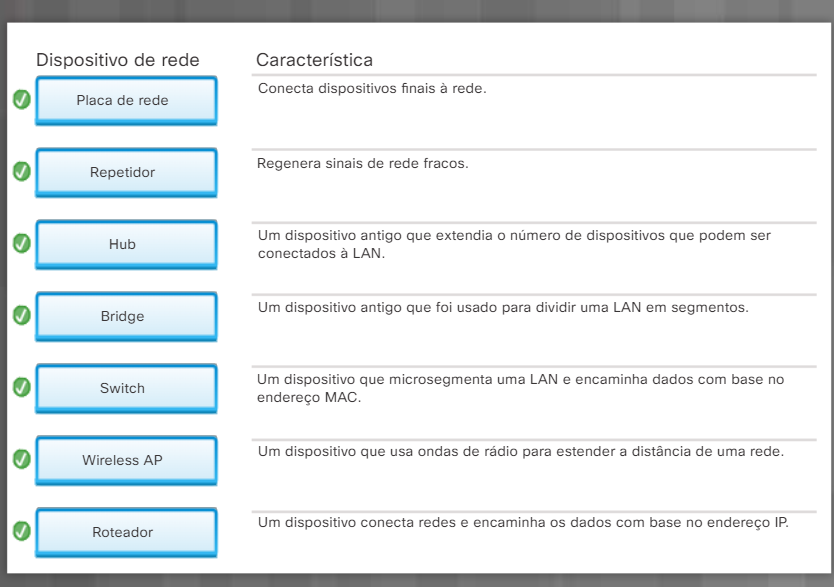 Dispositivo de rede Característica
Placa de rede Conecta dispositivos finais à rede.
Repetidor Regenera sinais de rede fracos.
Hub Um dispositivo antigo que extendia o número de dispositivos que podem ser
conectados à LAN.
Bridge Um dispositivo antigo que foi usado para dividir uma LAN em segmentos.
Switch Um dispositivo que microsegmenta uma LAN e encaminha dados com base no
endereço MAC.
Wireless AP Um dispositivo que usa ondas de rádio para estender a distância de uma rede.
Roteador Um dispositivo conecta redes e encaminha os dados com base no endereço IP.